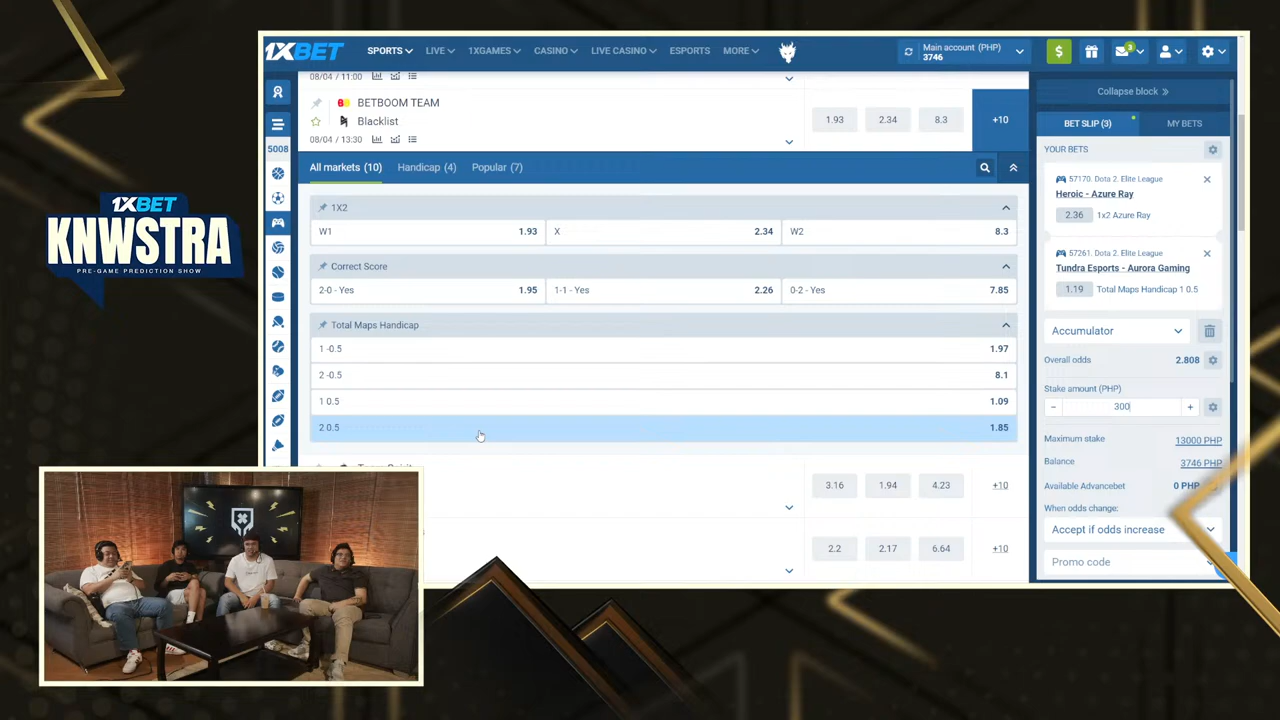 1XBET
SPORTS
LIVE
1XGAMES
CASINO
LIVE CASINO
ESPORTS
MORE
Main account (PHP)
3746
$
3
08/04 / 11:00
BETBOOM TEAM
Blacklist
1.93 2.34 8.3 +10
08/04 / 13:30
5008
All markets (10) Handicap (4) Popular (7)
1X2
W1 1.93 X 2.34 W2 8.3
Correct Score
2-0 - Yes 1.95 1-1 - Yes 2.26 0-2 - Yes 7.85
Total Maps Handicap
1 -0.5 1.97
2 -0.5 8.1
1 0.5 1.09
2 0.5 1.85
3.16 1.94 4.23 +10
2.2 2.17 6.64 +10
Collapse block
BET SLIP (3) MY BETS
YOUR BETS
57170. Dota 2. Elite League
Heroic - Azure Ray
2.36 1x2 Azure Ray
57261. Dota 2. Elite League
Tundra Esports - Aurora Gaming
1.19 Total Maps Handicap 1 0.5
Accumulator
Overall odds 2.808
Stake amount (PHP)
− 300 +
Maximum stake 13000 PHP
Balance 3746 PHP
Available Advancebet 0 PHP
When odds change:
Accept if odds increase
Promo code
1XBET
KNWSTRA
PRE-GAME PREDICTION SHOW